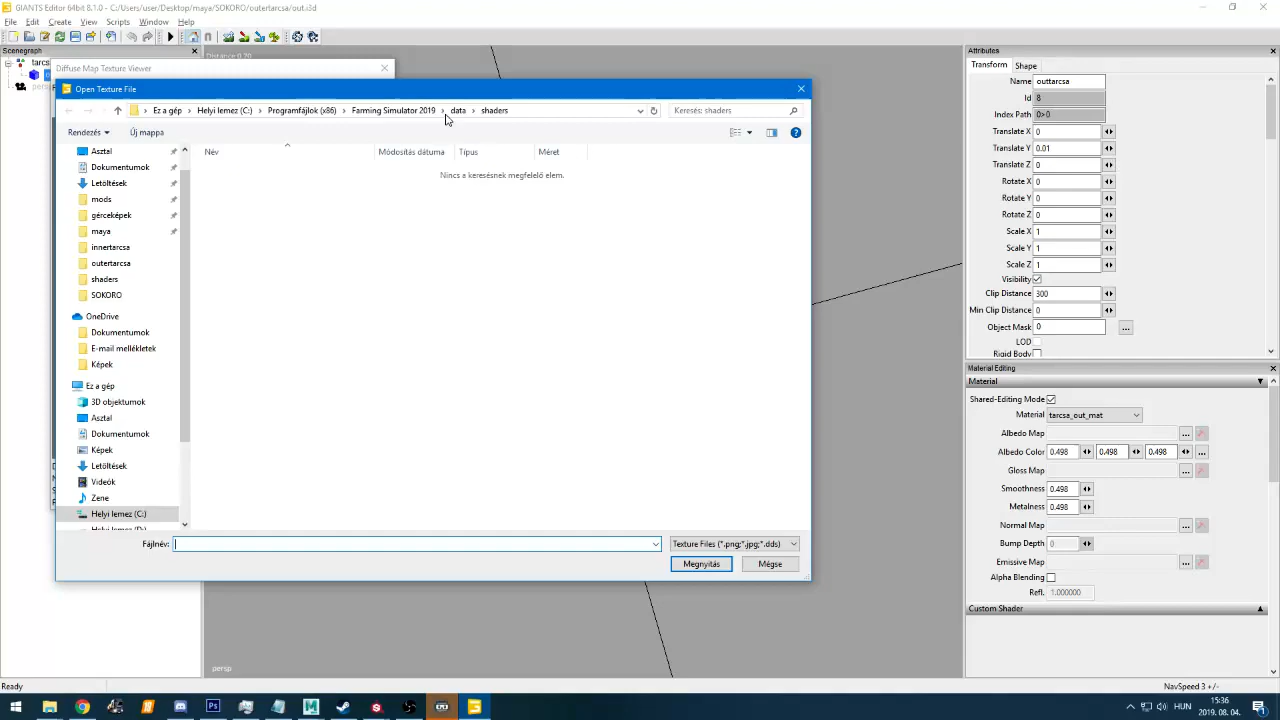 GIANTS Editor 64bit 8.1.0 - C:/Users/user/Desktop/maya/SOKORO/outertarcsa/out.i3d
File Edit Create View Scripts Window Help
Scenegraph
Distance 0.20
Attributes
Diffuse Map Texture Viewer
Transform Shape
tarcs
Open Texture File
Name outtarcsa
persp
Id 8
Ez a gép Helyi lemez (C:) Programfájlok (x86) Farming Simulator 2019 data shaders
Keresés: shaders
Index Path 0>0
Rendezés Új mappa
Translate X 0
Translate Y 0.01
Translate Z 0
Név Módosítás dátuma Típus Méret
Nincs a keresésnek megfelelő elem.
Asztal
Dokumentumok
Letöltések
mods
gérceképek
maya
innertarcsa
outertarcsa
shaders
SOKORO
OneDrive
Dokumentumok
E-mail mellékletek
Képek
Ez a gép
3D objektumok
Asztal
Dokumentumok
Képek
Letöltések
Videók
Zene
Helyi lemez (C:)
Helyi lemez (D:)
Rotate X 0
Rotate Y 0
Rotate Z 0
Scale X 1
Scale Y 1
Scale Z 1
Visibility
Clip Distance 300
Min Clip Distance 0
Object Mask 0 ...
LOD
Rigid Body
Material Editing
Material
Shared-Editing Mode
Material tarcsa_out_mat
Albedo Map ...
Albedo Color 0.498 0.498 0.498 ...
Gloss Map ...
Smoothness 0.498
Metalness 0.498
Normal Map ...
Bump Depth 0
Emissive Map ...
Alpha Blending
Refl. 1.000000
Custom Shader
Fájlnév: Texture Files (*.png;*.jpg;*.dds)
Megnyitás Mégse
persp
Ready
NavSpeed 3 +/-
HUN
15:36
2019. 08. 04.
1